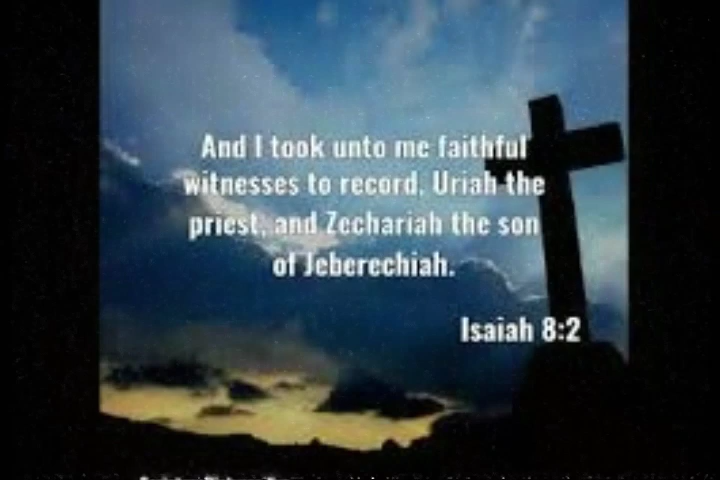 And I took unto me faithful
witnesses to record, Uriah the
priest, and Zechariah the son
of Jeberechiah.
Isaiah 8:2